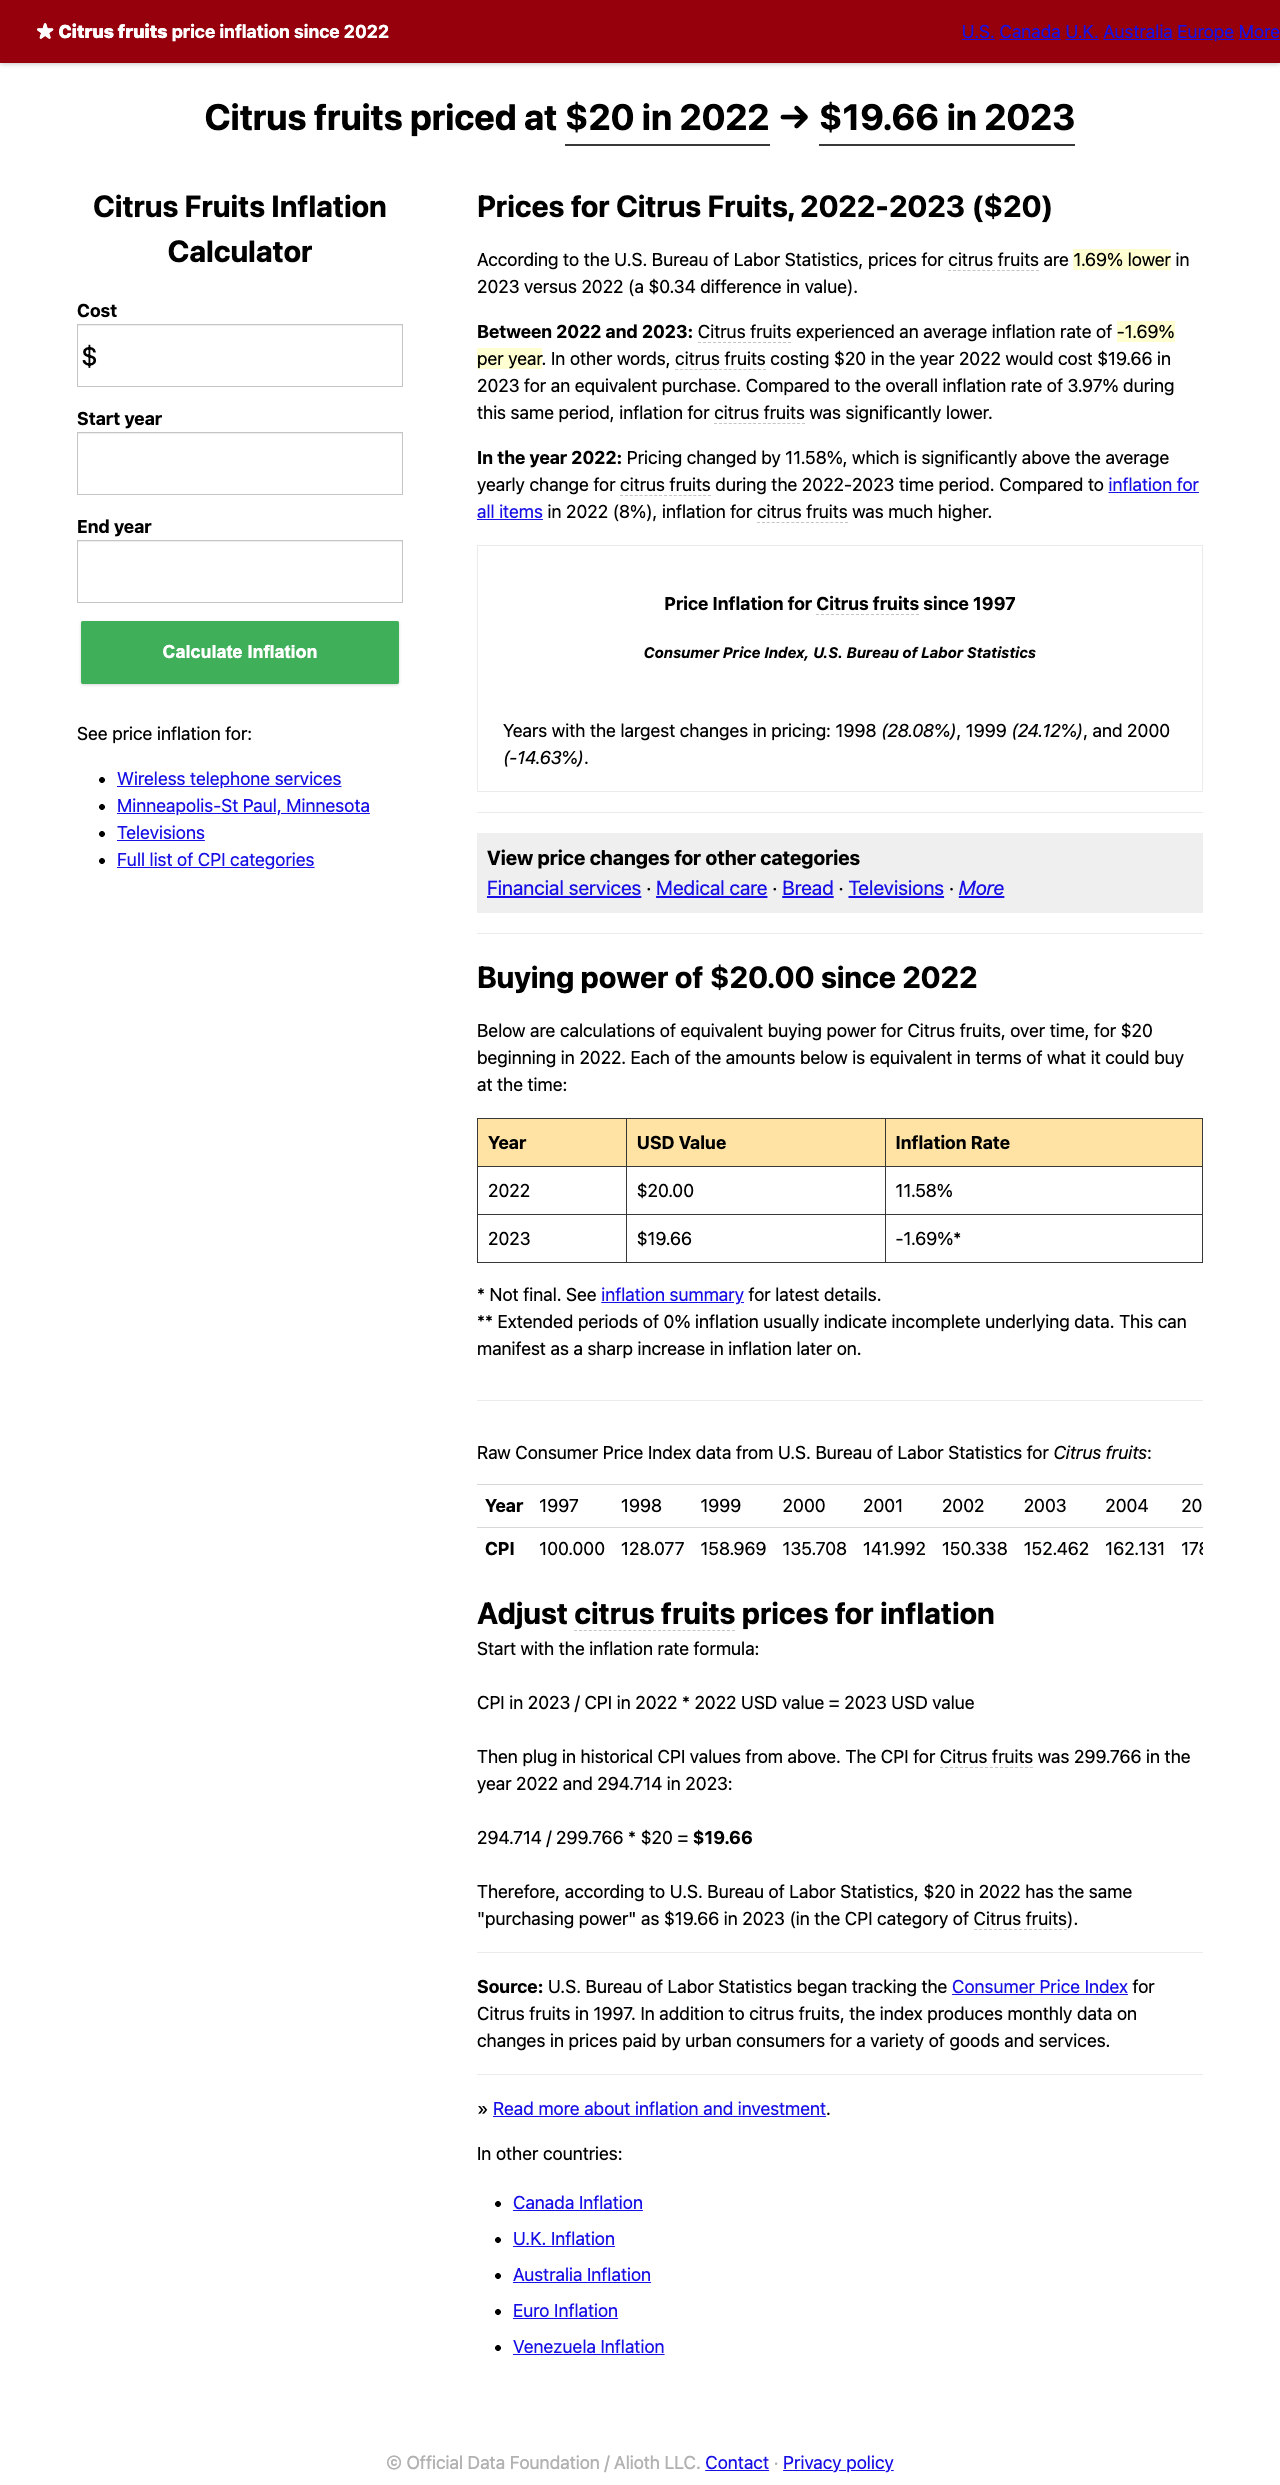 ★ Citrus fruits price inflation since 2022
U.S. Canada U.K. Australia Europe More
Citrus fruits priced at $20 in 2022 → $19.66 in 2023
Citrus Fruits Inflation
Calculator
Cost
$
Start year
End year
Calculate Inflation
See price inflation for:
• Wireless telephone services
• Minneapolis-St Paul, Minnesota
• Televisions
• Full list of CPI categories
Prices for Citrus Fruits, 2022-2023 ($20)
According to the U.S. Bureau of Labor Statistics, prices for citrus fruits are 1.69% lower in
2023 versus 2022 (a $0.34 difference in value).
Between 2022 and 2023: Citrus fruits experienced an average inflation rate of -1.69%
per year. In other words, citrus fruits costing $20 in the year 2022 would cost $19.66 in
2023 for an equivalent purchase. Compared to the overall inflation rate of 3.97% during
this same period, inflation for citrus fruits was significantly lower.
In the year 2022: Pricing changed by 11.58%, which is significantly above the average
yearly change for citrus fruits during the 2022-2023 time period. Compared to inflation for
all items in 2022 (8%), inflation for citrus fruits was much higher.
Price Inflation for Citrus fruits since 1997
Consumer Price Index, U.S. Bureau of Labor Statistics
Years with the largest changes in pricing: 1998 (28.08%), 1999 (24.12%), and 2000
(-14.63%).
View price changes for other categories
Financial services · Medical care · Bread · Televisions · More
Buying power of $20.00 since 2022
Below are calculations of equivalent buying power for Citrus fruits, over time, for $20
beginning in 2022. Each of the amounts below is equivalent in terms of what it could buy
at the time:
Year USD Value Inflation Rate
2022 $20.00 11.58%
2023 $19.66 -1.69%*
* Not final. See inflation summary for latest details.
** Extended periods of 0% inflation usually indicate incomplete underlying data. This can
manifest as a sharp increase in inflation later on.
Raw Consumer Price Index data from U.S. Bureau of Labor Statistics for Citrus fruits:
Year 1997 1998 1999 2000 2001 2002 2003 2004 20
CPI 100.000 128.077 158.969 135.708 141.992 150.338 152.462 162.131 178
Adjust citrus fruits prices for inflation
Start with the inflation rate formula:
CPI in 2023 / CPI in 2022 * 2022 USD value = 2023 USD value
Then plug in historical CPI values from above. The CPI for Citrus fruits was 299.766 in the
year 2022 and 294.714 in 2023:
294.714 / 299.766 * $20 = $19.66
Therefore, according to U.S. Bureau of Labor Statistics, $20 in 2022 has the same
"purchasing power" as $19.66 in 2023 (in the CPI category of Citrus fruits).
Source: U.S. Bureau of Labor Statistics began tracking the Consumer Price Index for
Citrus fruits in 1997. In addition to citrus fruits, the index produces monthly data on
changes in prices paid by urban consumers for a variety of goods and services.
» Read more about inflation and investment.
In other countries:
• Canada Inflation
• U.K. Inflation
• Australia Inflation
• Euro Inflation
• Venezuela Inflation
© Official Data Foundation / Alioth LLC. Contact · Privacy policy